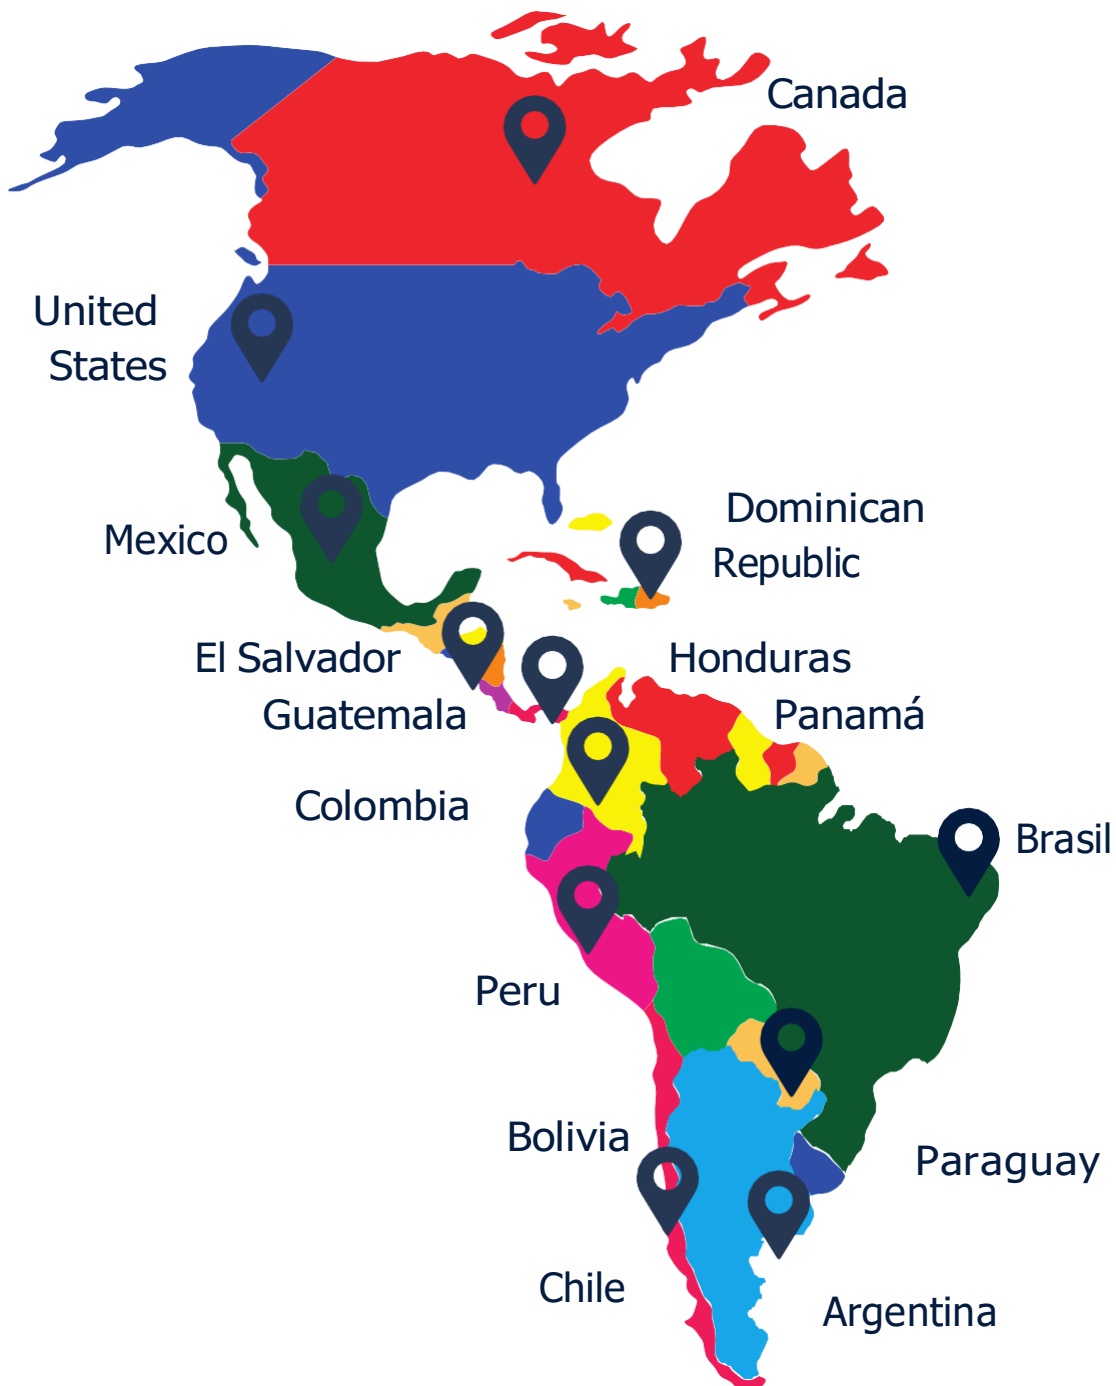 Canada
United
States
Dominican
Republic
Mexico
El Salvador
Honduras
Guatemala
Panamá
Colombia
Brasil
Peru
Bolivia
Paraguay
Chile
Argentina